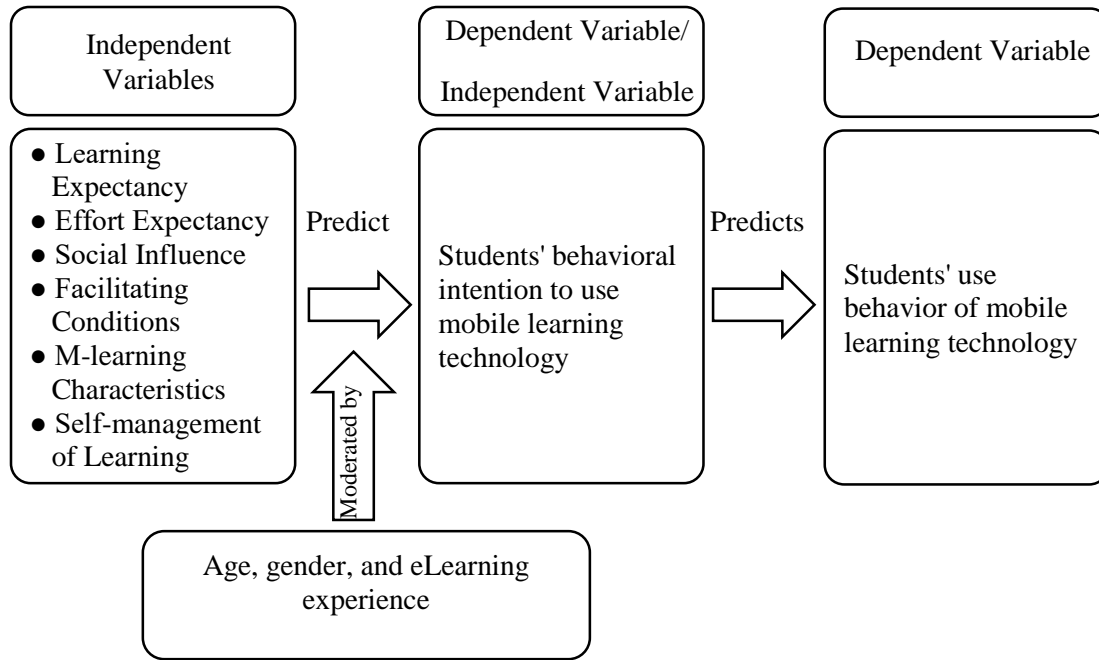 Independent
Variables
Dependent Variable/
Independent Variable
Dependent Variable
● Learning
Expectancy
● Effort Expectancy
● Social Influence
● Facilitating
Conditions
● M-learning
Characteristics
● Self-management
of Learning
Predict
Moderated by
Students' behavioral
intention to use
mobile learning
technology
Predicts
Students' use
behavior of mobile
learning technology
Age, gender, and eLearning
experience